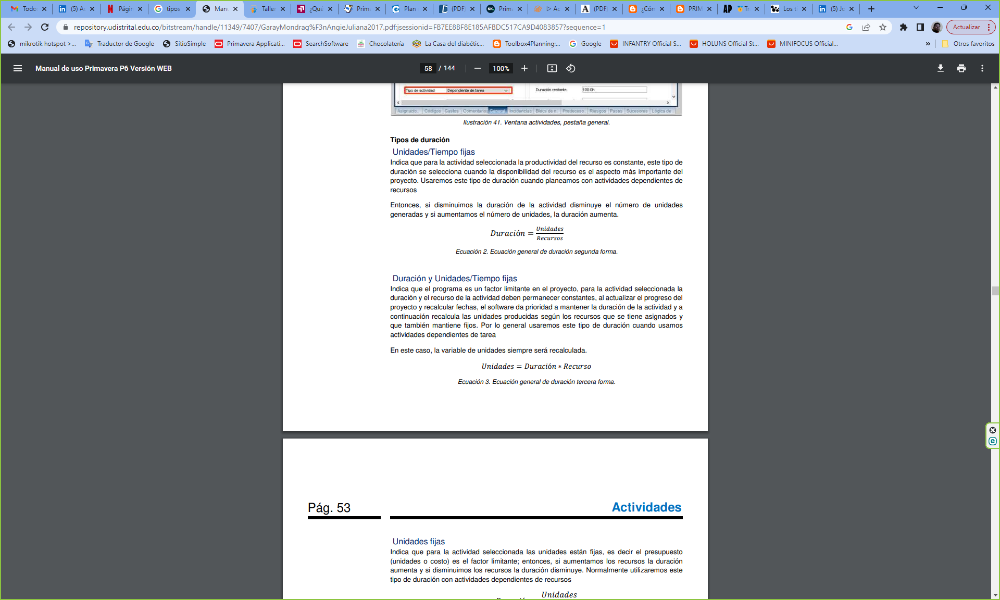 Todo
(5) A
Págin
tipos
Manu
Taller
¿Qué
Prima
Plan
(PDF)
Prima
▷ Ac
(PDF)
¿Cóm
PRIM
Tr
Los t
(5) Jc
repository.udistrital.edu.co/bitstream/handle/11349/7407/GarayMondrag%F3nAngieJuliana2017.pdf;jsessionid=FB7EE8BF8E185AFBDC517CA9D4083857?sequence=1
Actualizar
mikrotik hotspot >...
Traductor de Google
SitioSimple
Primavera Applicati...
SearchSoftware
Chocolatería
La Casa del diabétic...
Toolbox4Planning:...
Google
INFANTRY Official S...
HOLUNS Official St...
MINIFOCUS Official...
»
Otros favoritos
Manual de uso Primavera P6 Versión WEB
58 / 144
100%
Tipo de actividad Dependiente de tarea
Duración restante 100.0h
Asignacio.. Códigos Gastos Comentarios General Incidencias Blocs de n.. Predeceso.. Riesgos Pasos Sucesores Lógica de
Ilustración 41. Ventana actividades, pestaña general.
Tipos de duración
Unidades/Tiempo fijas
Indica que para la actividad seleccionada la productividad del recurso es constante, este tipo de
duración se selecciona cuando la disponibilidad del recurso es el aspecto más importante del
proyecto. Usaremos este tipo de duración cuando planeamos con actividades dependientes de
recursos
Entonces, si disminuimos la duración de la actividad disminuye el número de unidades
generadas y si aumentamos el número de unidades, la duración aumenta.
Duración = Unidades
Recursos
Ecuación 2. Ecuación general de duración segunda forma.
Duración y Unidades/Tiempo fijas
Indica que el programa es un factor limitante en el proyecto, para la actividad seleccionada la
duración y el recurso de la actividad deben permanecer constantes, al actualizar el progreso del
proyecto y recalcular fechas, el software da prioridad a mantener la duración de la actividad y a
continuación recalcula las unidades producidas según los recursos que se tiene asignados y
que también mantiene fijos. Por lo general usaremos este tipo de duración cuando usamos
actividades dependientes de tarea
En este caso, la variable de unidades siempre será recalculada.
Unidades = Duración ∗ Recurso
Ecuación 3. Ecuación general de duración tercera forma.
Pág. 53
Actividades
Unidades fijas
Indica que para la actividad seleccionada las unidades están fijas, es decir el presupuesto
(unidades o costo) es el factor limitante; entonces, si aumentamos los recursos la duración
aumenta y si disminuimos los recursos la duración disminuye. Normalmente utilizaremos este
tipo de duración con actividades dependientes de recursos
Unidades